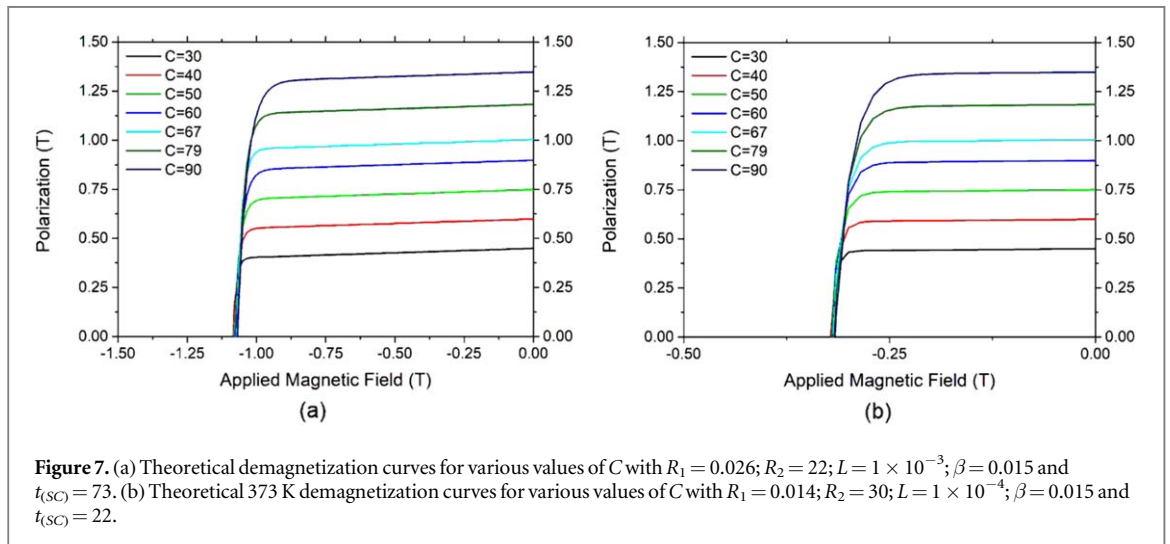 1.50
1.25
1.00
0.75
0.50
0.25
0.00
Polarization (T)
C=30
C=40
C=50
C=60
C=67
C=79
C=90
1.50
1.25
1.00
0.75
0.50
0.25
0.00
-1.50 -1.25 -1.00 -0.75 -0.50 -0.25 0.00
Applied Magnetic Field (T)
(a)
1.50
1.25
1.00
0.75
0.50
0.25
0.00
Polarization (T)
C=30
C=40
C=50
C=60
C=67
C=79
C=90
1.50
1.25
1.00
0.75
0.50
0.25
0.00
-0.50 -0.25 0.00
Applied Magnetic Field (T)
(b)
Figure 7. (a) Theoretical demagnetization curves for various values of C with R₁ = 0.026; R₂ = 22; L = 1 × 10⁻³; β = 0.015 and
t₍SC₎ = 73. (b) Theoretical 373 K demagnetization curves for various values of C with R₁ = 0.014; R₂ = 30; L = 1 × 10⁻⁴; β = 0.015 and
t₍SC₎ = 22.